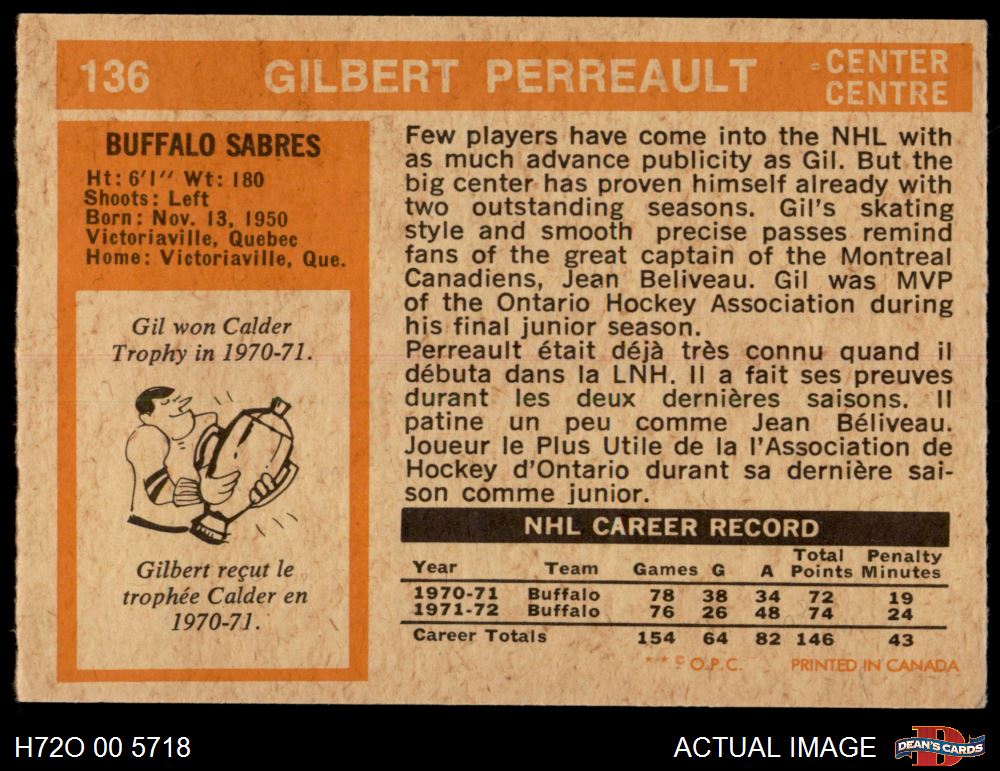 136 GILBERT PERREAULT CENTER
CENTRE
BUFFALO SABRES
Ht: 6'1" Wt: 180
Shoots: Left
Born: Nov. 13, 1950
Victoriaville, Quebec
Home: Victoriaville, Que.
Gil won Calder
Trophy in 1970-71.
Gilbert reçut le
trophée Calder en
1970-71.
Few players have come into the NHL with
as much advance publicity as Gil. But the
big center has proven himself already with
two outstanding seasons. Gil's skating
style and smooth precise passes remind
fans of the great captain of the Montreal
Canadiens, Jean Beliveau. Gil was MVP
of the Ontario Hockey Association during
his final junior season.
Perreault était déjà très connu quand il
débuta dans la LNH. Il a fait ses preuves
durant les deux dernières saisons. Il
patine un peu comme Jean Béliveau.
Joueur le Plus Utile de la l'Association de
Hockey d'Ontario durant sa dernière sai-
son comme junior.
NHL CAREER RECORD
Year Team Games G A Total Points Penalty Minutes
1970-71 Buffalo 78 38 34 72 19
1971-72 Buffalo 76 26 48 74 24
Career Totals 154 64 82 146 43
*** © O.P.C. PRINTED IN CANADA
H72O 00 5718 ACTUAL IMAGE DEAN'S CARDS